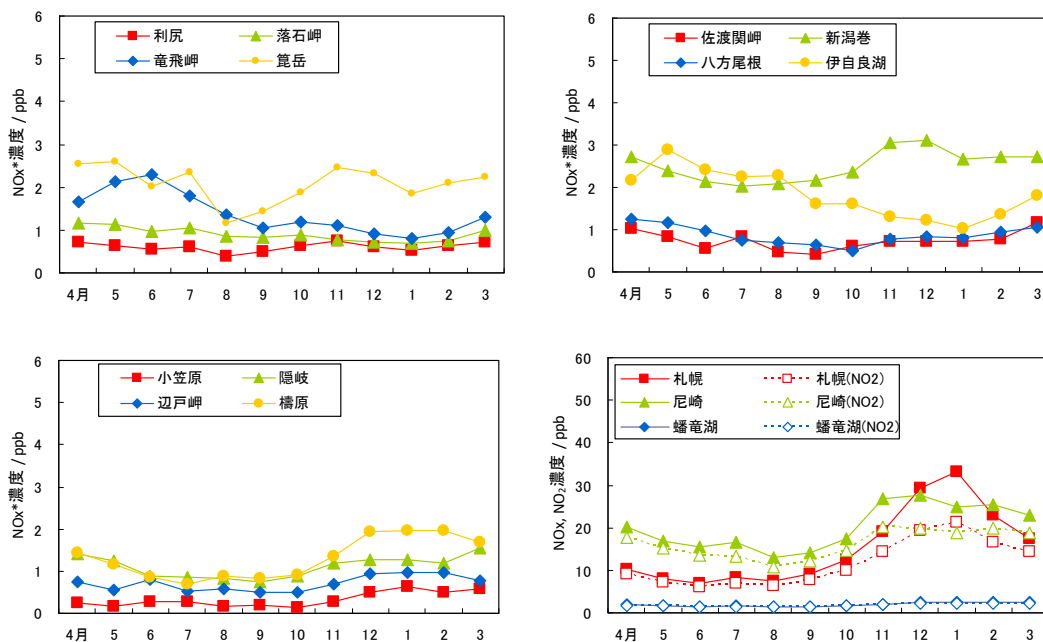 NOx*濃度 / ppb
6
5
4
3
2
1
0
利尻
落石岬
竜飛岬
箟岳
4月 5 6 7 8 9 10 11 12 1 2 3
NOx*濃度 / ppb
6
5
4
3
2
1
0
佐渡関岬
新潟巻
八方尾根
伊自良湖
4月 5 6 7 8 9 10 11 12 1 2 3
NOx*濃度 / ppb
6
5
4
3
2
1
0
小笠原
隠岐
辺戸岬
檮原
4月 5 6 7 8 9 10 11 12 1 2 3
NOx, NO₂濃度 / ppb
60
50
40
30
20
10
0
札幌
札幌(NO2)
尼崎
尼崎(NO2)
蟠竜湖
蟠竜湖(NO2)
4月 5 6 7 8 9 10 11 12 1 2 3